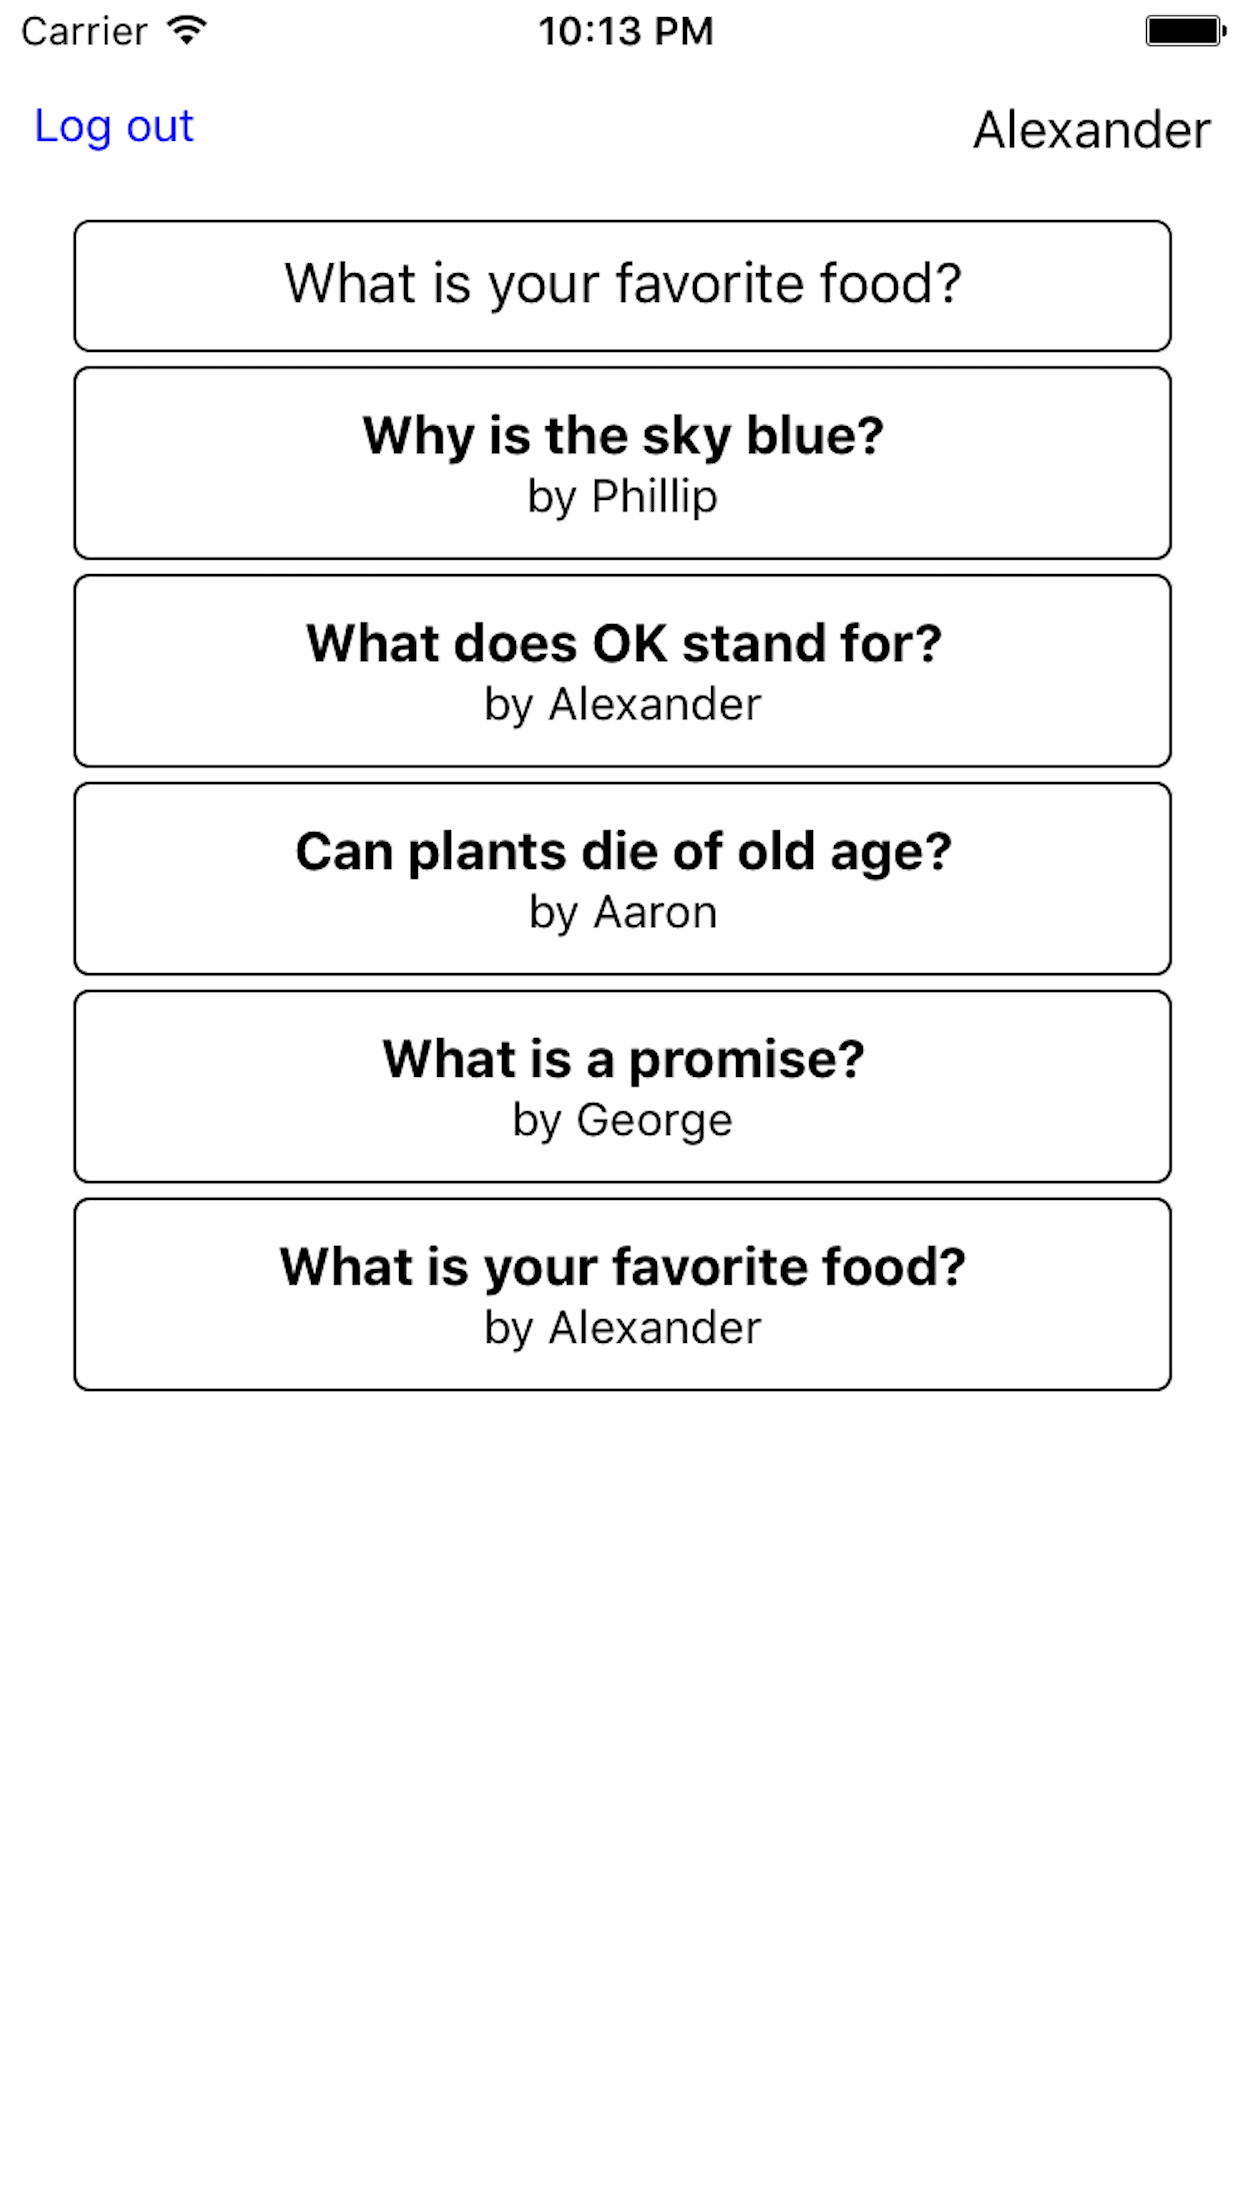 Carrier 10:13 PM
Log out Alexander
What is your favorite food?
Why is the sky blue?
by Phillip
What does OK stand for?
by Alexander
Can plants die of old age?
by Aaron
What is a promise?
by George
What is your favorite food?
by Alexander